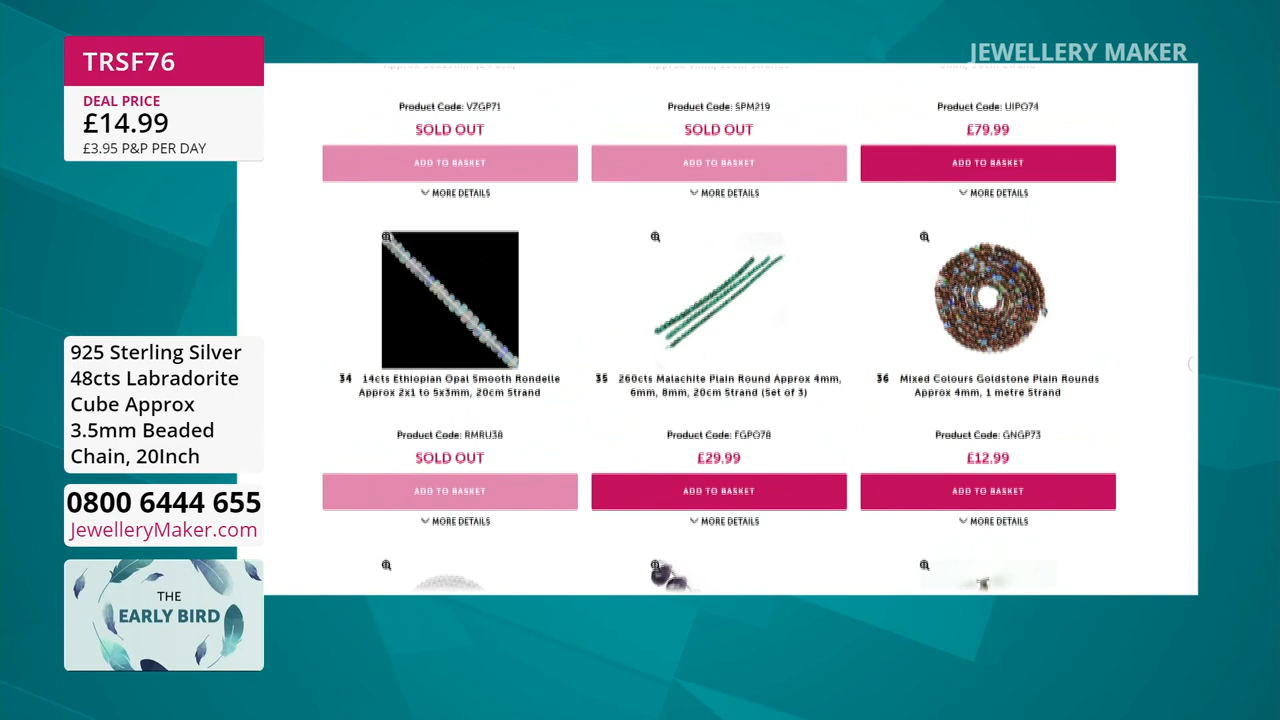 TRSF76
DEAL PRICE
£14.99
£3.95 P&P PER DAY
925 Sterling Silver
48cts Labradorite
Cube Approx
3.5mm Beaded
Chain, 20Inch
0800 6444 655
JewelleryMaker.com
THE
EARLY BIRD
JEWELLERY MAKER
Product Code: VZGP71
SOLD OUT
ADD TO BASKET
MORE DETAILS
Product Code: SPM219
SOLD OUT
ADD TO BASKET
MORE DETAILS
Product Code: UIPO74
£79.99
ADD TO BASKET
MORE DETAILS
34 14cts Ethiopian Opal Smooth Rondelle
Approx 2x1 to 5x3mm, 20cm Strand
Product Code: RMRU38
SOLD OUT
ADD TO BASKET
MORE DETAILS
35 260cts Malachite Plain Round Approx 4mm,
6mm, 8mm, 20cm Strand (Set of 3)
Product Code: FGPO78
£29.99
ADD TO BASKET
MORE DETAILS
36 Mixed Colours Goldstone Plain Rounds
Approx 4mm, 1 metre Strand
Product Code: GNGP73
£12.99
ADD TO BASKET
MORE DETAILS